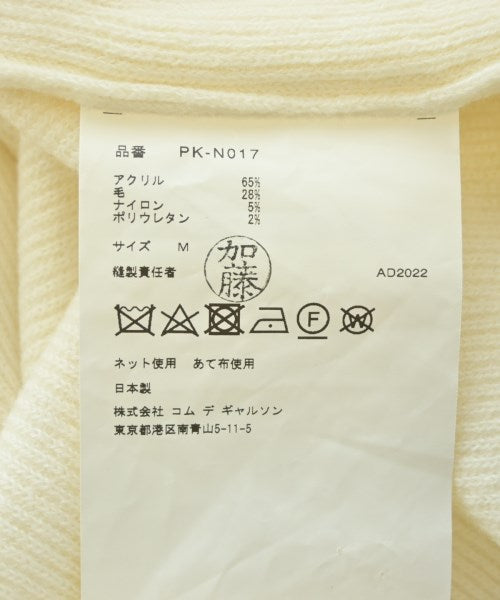 品番 PK-N017
アクリル 65%
毛 28%
ナイロン 5%
ポリウレタン 2%
サイズ M
縫製責任者 加藤 AD2022
F W
ネット使用 あて布使用
日本製
株式会社 コム デ ギャルソン
東京都港区南青山5-11-5